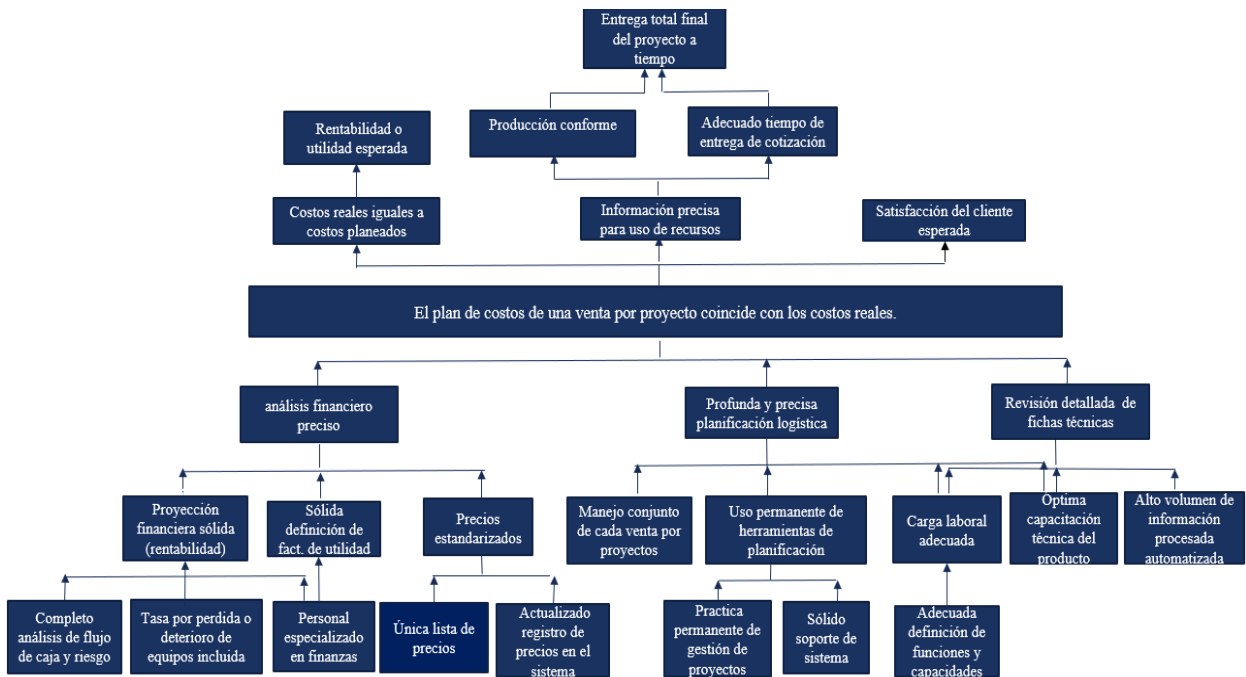 Entrega total final
del proyecto a
tiempo
Producción conforme
Adecuado tiempo de
entrega de cotización
Rentabilidad o
utilidad esperada
Costos reales iguales a
costos planeados
Información precisa
para uso de recursos
Satisfacción del cliente
esperada
El plan de costos de una venta por proyecto coincide con los costos reales.
análisis financiero
preciso
Profunda y precisa
planificación logística
Revisión detallada de
fichas técnicas
Proyección
financiera sólida
(rentabilidad)
Sólida
definición de
fact. de utilidad
Precios
estandarizados
Manejo conjunto
de cada venta por
proyectos
Uso permanente de
herramientas de
planificación
Carga laboral
adecuada
Óptima
capacitación
técnica del
producto
Alto volumen de
información
procesada
automatizada
Completo
análisis de flujo
de caja y riesgo
Tasa por perdida o
deterioro de
equipos incluida
Personal
especializado
en finanzas
Única lista de
precios
Actualizado
registro de
precios en el
sistema
Practica
permanente de
gestión de
proyectos
Sólido
soporte de
sistema
Adecuada
definición de
funciones y
capacidades